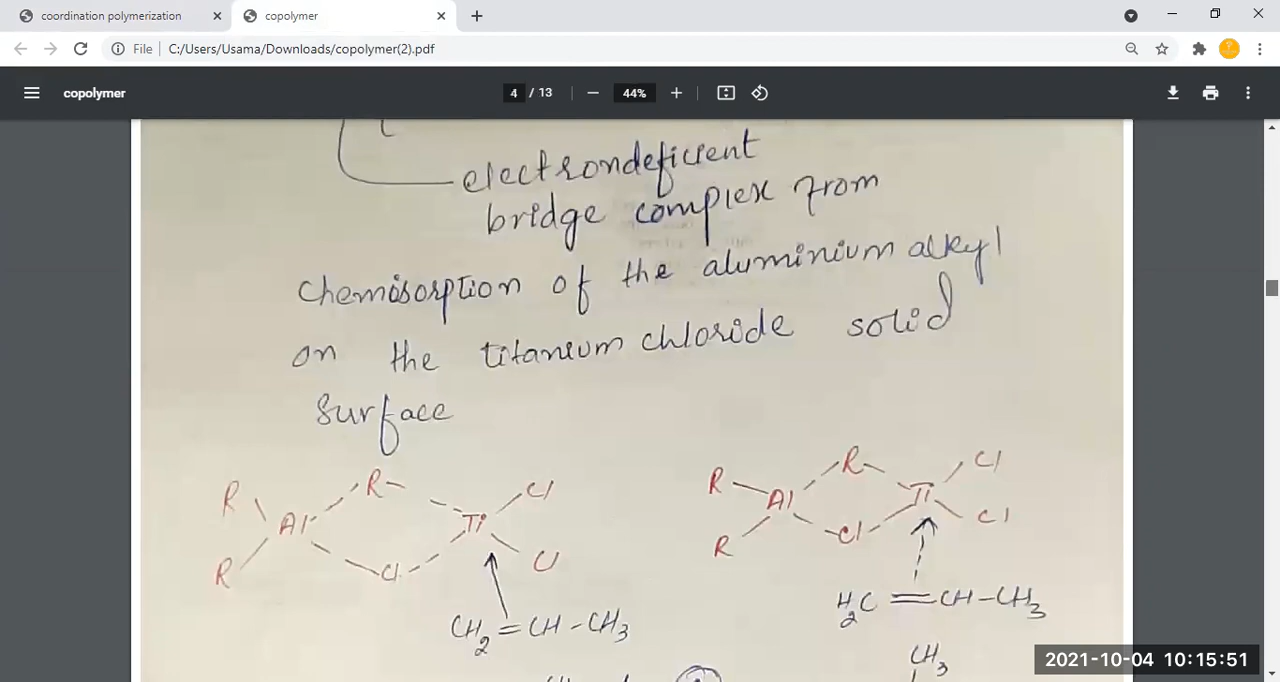 coordination polymerization
copolymer
File
C:/Users/Usama/Downloads/copolymer(2).pdf
copolymer
4 / 13
44%
electrondeficient
bridge complex from
chemisorption of the aluminium alkyl
on the titanium chloride solid
surface
R R Cl R R Cl
Al Ti Al Ti
R Cl Cl R Cl Cl
CH2=CH-CH3 H2C=CH-CH3
CH3
2021-10-04 10:15:51